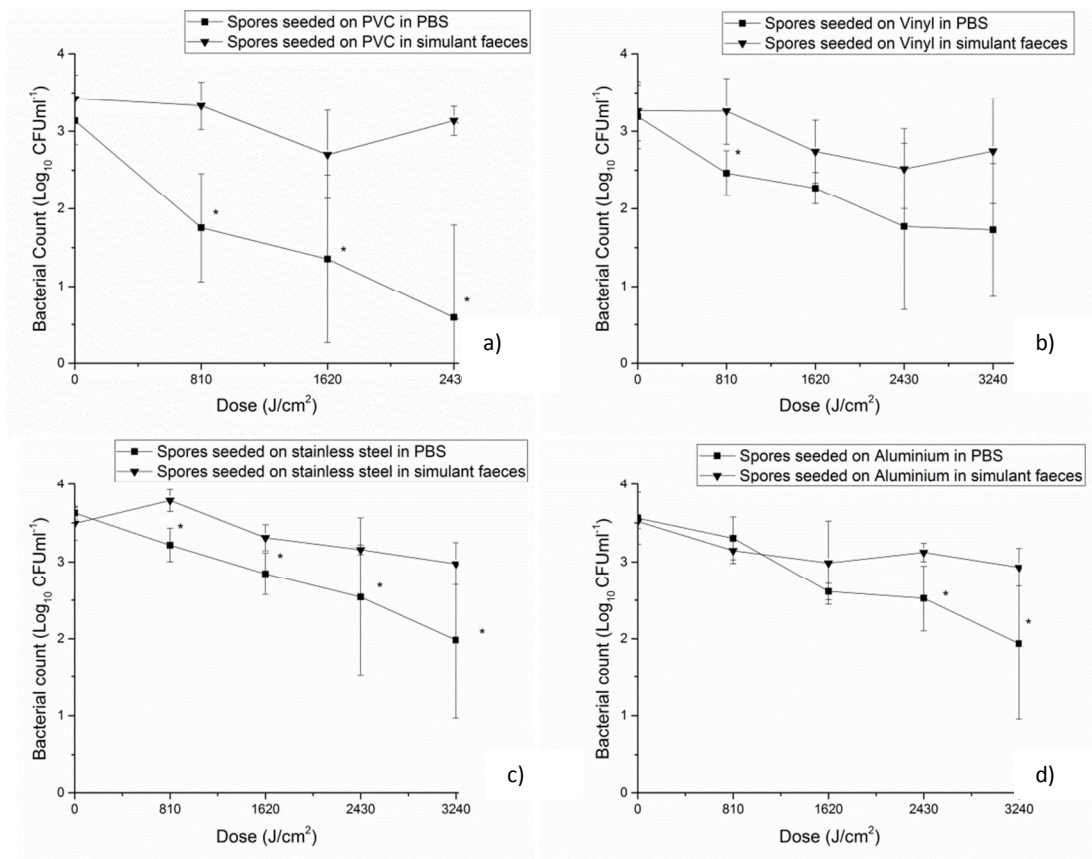 Spores seeded on PVC in PBS
Spores seeded on PVC in simulant faeces
4
3
2
1
0
Bacterial Count (Log10 CFUml-1)
0 810 1620 243
Dose (J/cm2)
a)
*
*
*
Spores seeded on Vinyl in PBS
Spores seeded on Vinyl in simulant faeces
4
3
2
1
0
Bacterial Count (Log10 CFUml-1)
0 810 1620 2430 3240
Dose (J/cm2)
b)
*
Spores seeded on stainless steel in PBS
Spores seeded on stainless steel in simulant faeces
4
3
2
1
0
Bacterial count (Log10 CFUml-1)
0 810 1620 2430 3240
Dose (J/cm2)
c)
*
*
*
*
Spores seeded on Aluminium in PBS
Spores seeded on Aluminium in simulant faeces
4
3
2
1
0
Bacterial count (Log10 CFUml-1)
0 810 1620 2430 3240
Dose (J/cm2)
d)
*
*